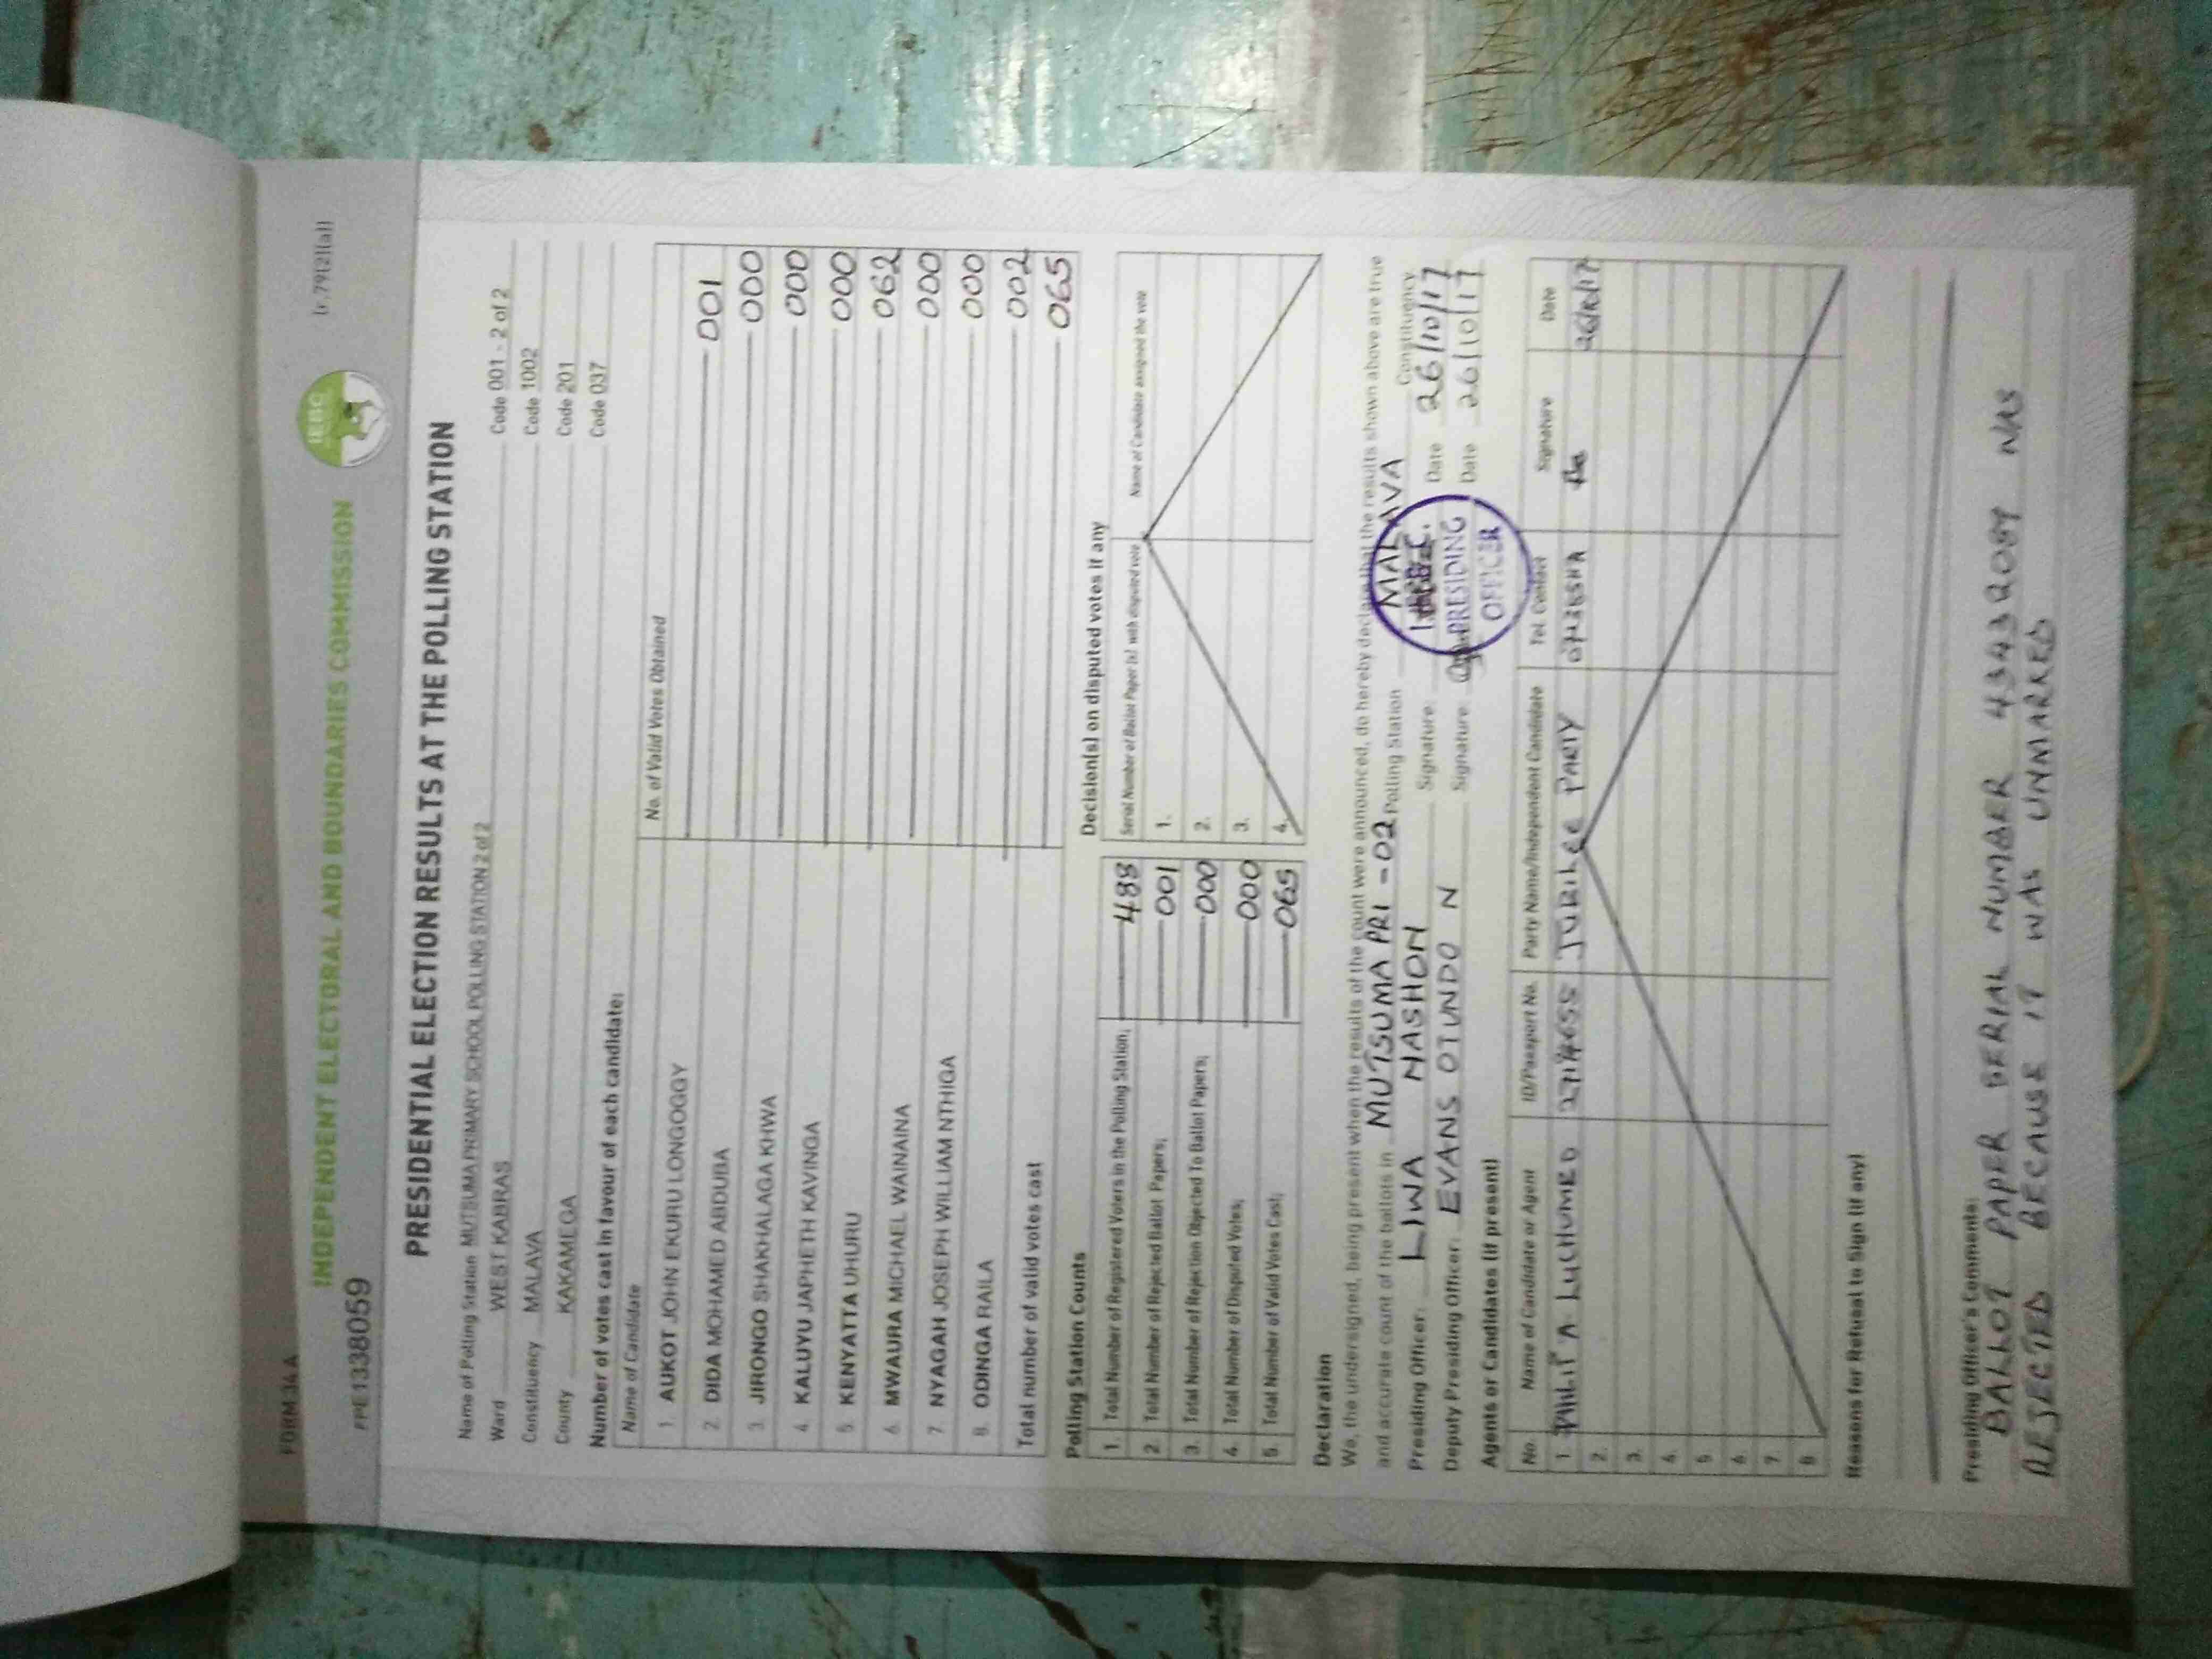 FORM 34 A
(r.79(2)(a))
INDEPENDENT ELECTORAL AND BOUNDARIES COMMISSION
IEBC
FPE1338059
PRESIDENTIAL ELECTION RESULTS AT THE POLLING STATION
Name of Polling Station MUTSUMA PRIMARY SCHOOL POLLING STATION 2 of 2 Code 001 - 2 of 2
Ward WEST KABRAS Code 1002
Constituency MALAVA Code 201
County KAKAMEGA Code 037
Number of votes cast in favour of each candidate;
Name of Candidate No. of Valid Votes Obtained
1. AUKOT JOHN EKURU LONGOGGY 001
2. DIDA MOHAMED ABDUBA 000
3. JIRONGO SHAKHALAGA KHWA 000
4. KALUYU JAPHETH KAVINGA 000
5. KENYATTA UHURU 062
6. MWAURA MICHAEL WAINAINA 000
7. NYAGAH JOSEPH WILLIAM NTHIGA 000
8. ODINGA RAILA 002
Total number of valid votes cast 065
Polling Station Counts
1. Total Number of Registered Voters in the Polling Station; 488
2. Total Number of Rejected Ballot Papers; 001
3. Total Number of Rejection Objected To Ballot Papers; 000
4. Total Number of Disputed Votes; 000
5. Total Number of Valid Votes Cast; 065
Decision(s) on disputed votes if any
Serial Number of Ballot Paper (s) with disputed vote Name of Candidate assigned the vote
1.
2.
3.
4.
Declaration
We, the undersigned, being present when the results of the count were announced, do hereby declare that the results shown above are true
and accurate count of the ballots in MUTSUMA PRI - 02 Polling Station MALAVA Constituency
Presiding Officer: LIWA HASHON Signature Date 26/10/17
Deputy Presiding Officer: EVANS OTUNDO N Signature Date 26/10/17
PRESIDING
OFFICER
Agents or Candidates (if present)
No. Name of Candidate or Agent ID/Passport No. Party Name/Independent Candidate Tel. Contact Signature Date
1. JUBILEE PARTY 26/10/17
2.
3.
4.
5.
6.
7.
8.
Reasons for Refusal to Sign (if any)
Presiding Officer's Comments:
BALLOT PAPER SERIAL NUMBER WAS
REJECTED BECAUSE IT WAS UNMARKED